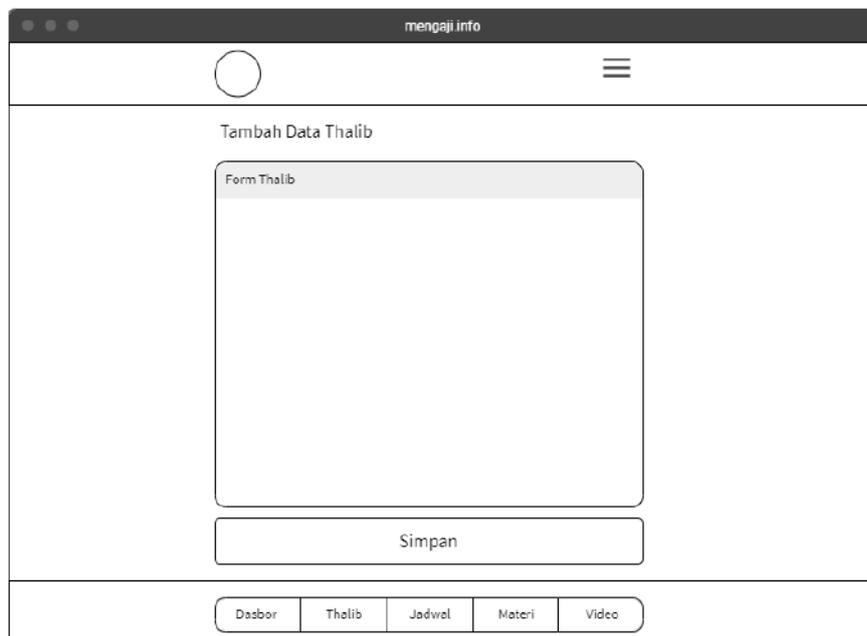 mengaji.info
Tambah Data Thalib
Form Thalib
Simpan
Dasbor Thalib Jadwal Materi Video